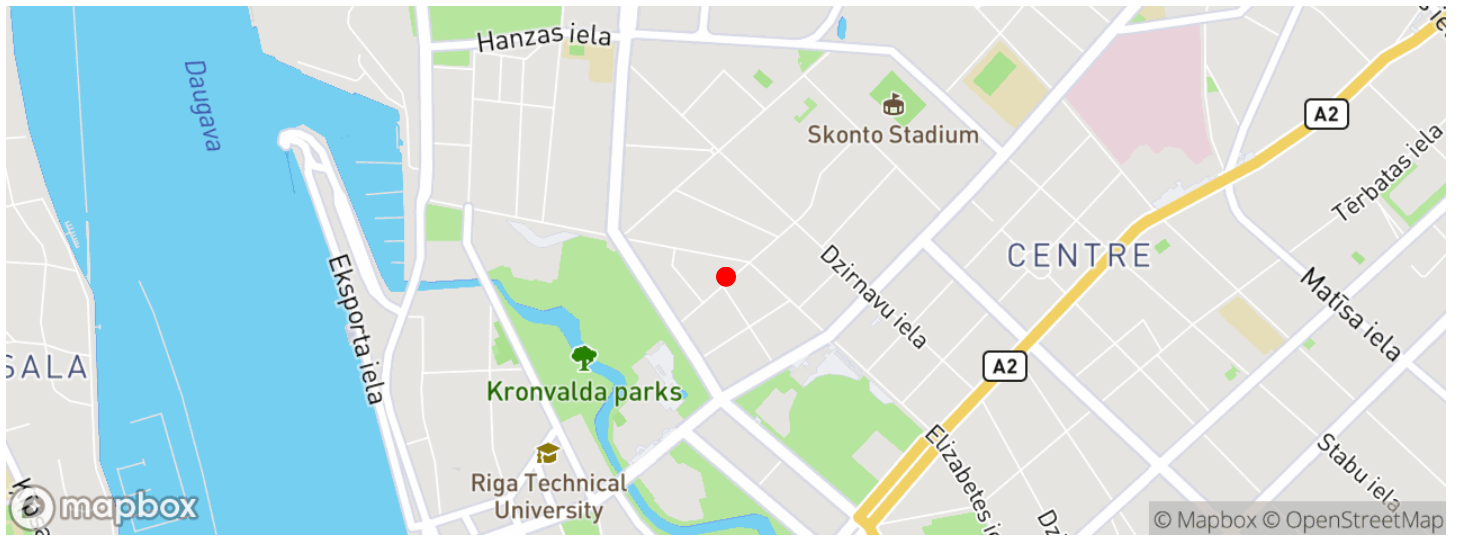 Hanzas iela
Daugava
Skonto Stadium
A2
Tērbatas iela
CENTRE
Dzirnavu iela
Matīsa iela
Eksporta iela
SALA
A2
Kronvalda parks
Elizabetes
Stabu iela
Riga Technical
University
mapbox
© Mapbox © OpenStreetMap